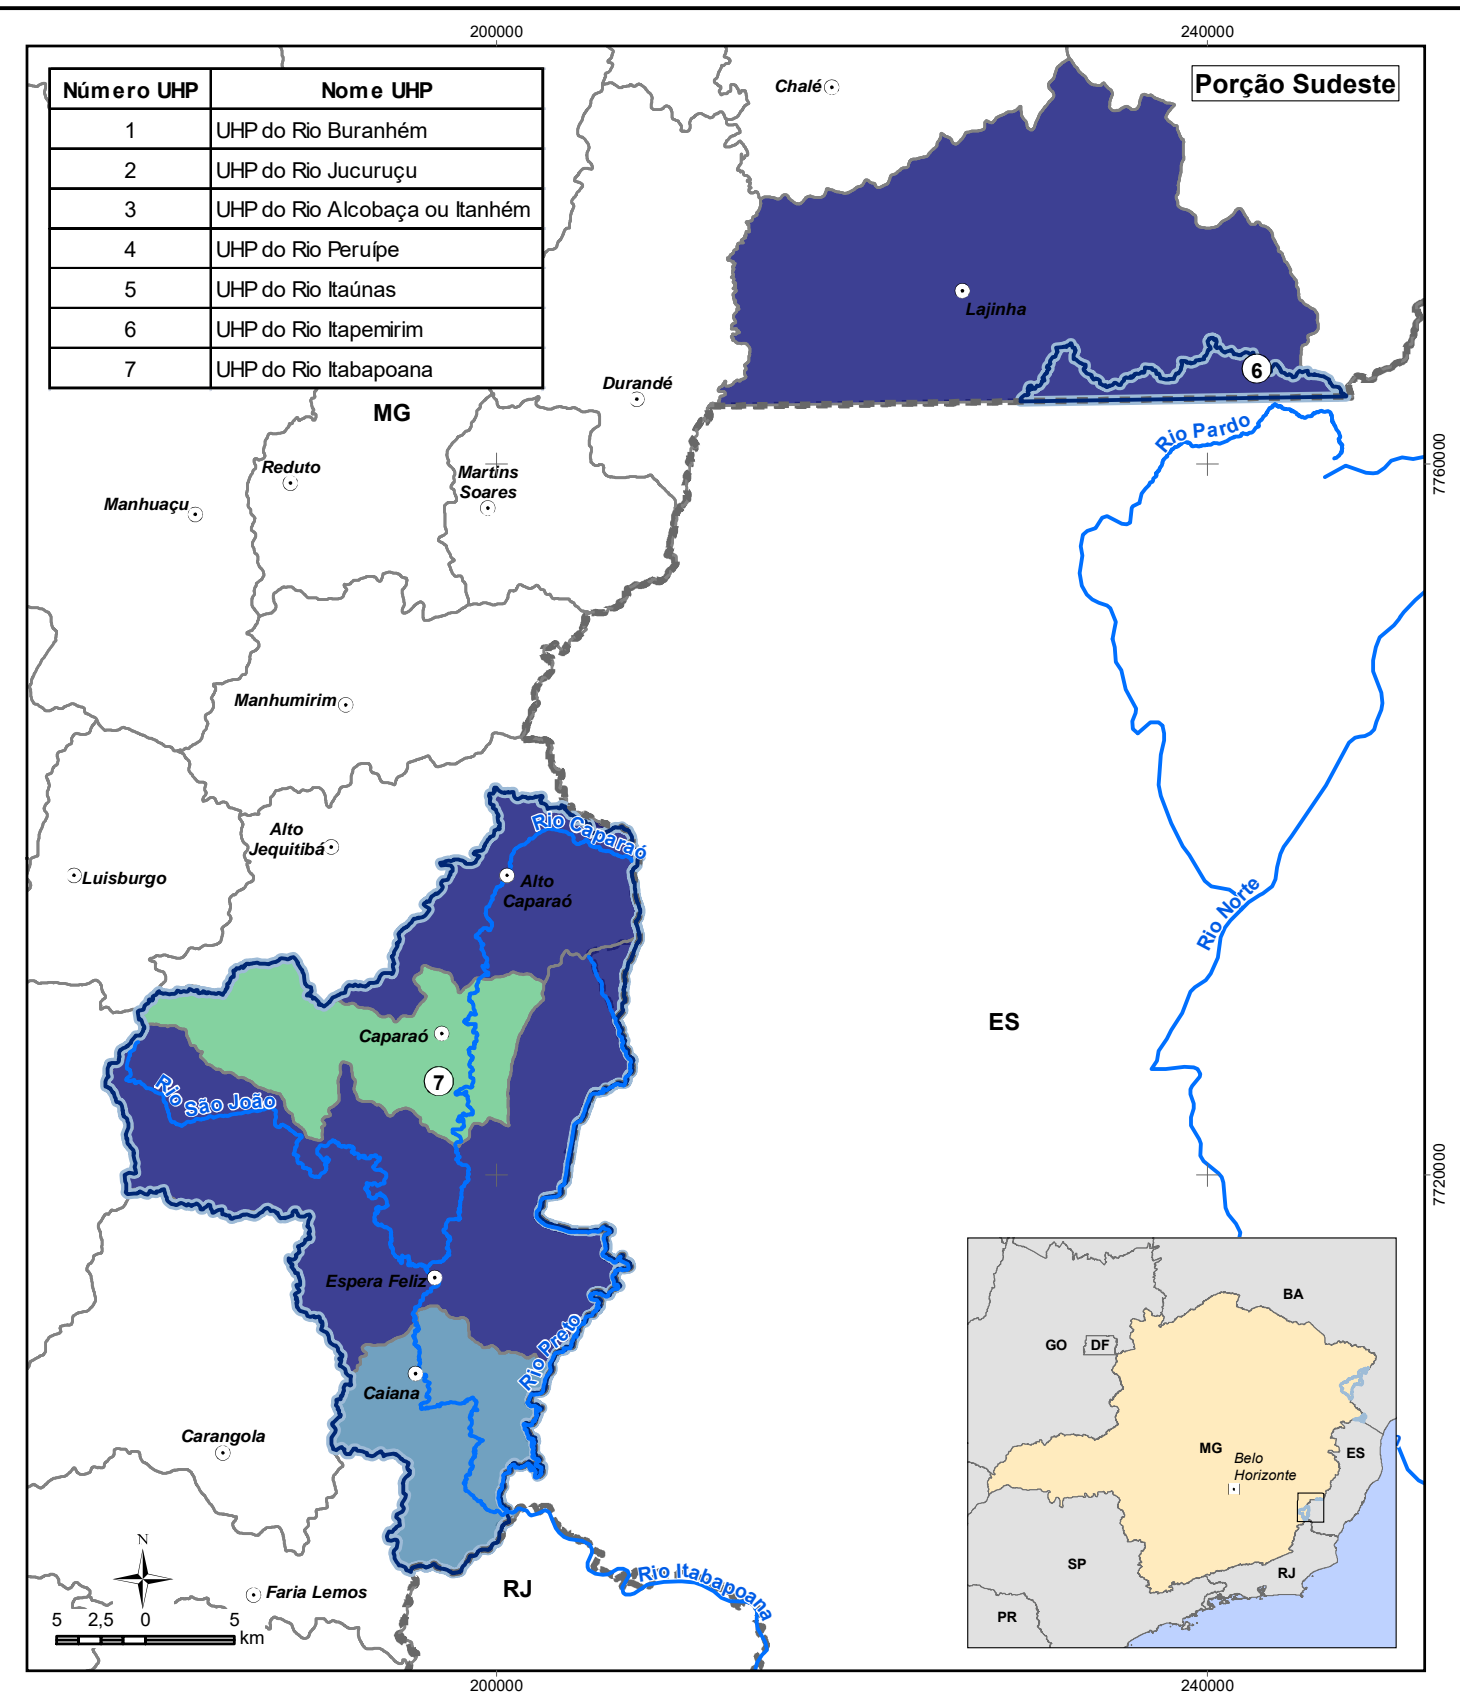 200000
240000
Número UHP
Nome UHP
1
UHP do Rio Buranhém
2
UHP do Rio Jucuruçu
3
UHP do Rio Alcobaça ou Itanhém
4
UHP do Rio Peruípe
5
UHP do Rio Itaúnas
6
UHP do Rio Itapemirim
7
UHP do Rio Itabapoana
Porção Sudeste
Chalé
Lajinha
6
Durandé
MG
Rio Pardo
7760000
Reduto
Martins
Soares
Manhuaçu
Manhumirim
Alto
Jequitibá
Rio Caparaó
Luisburgo
Alto
Caparaó
Rio Norte
ES
Caparaó
7
Rio São João
7720000
Espera Feliz
Rio Preto
Caiana
Carangola
Faria Lemos
RJ
Rio Itabapoana
N
5 2,5 0 5
km
BA
GO
DF
MG
Belo
Horizonte
ES
SP
RJ
PR
200000
240000